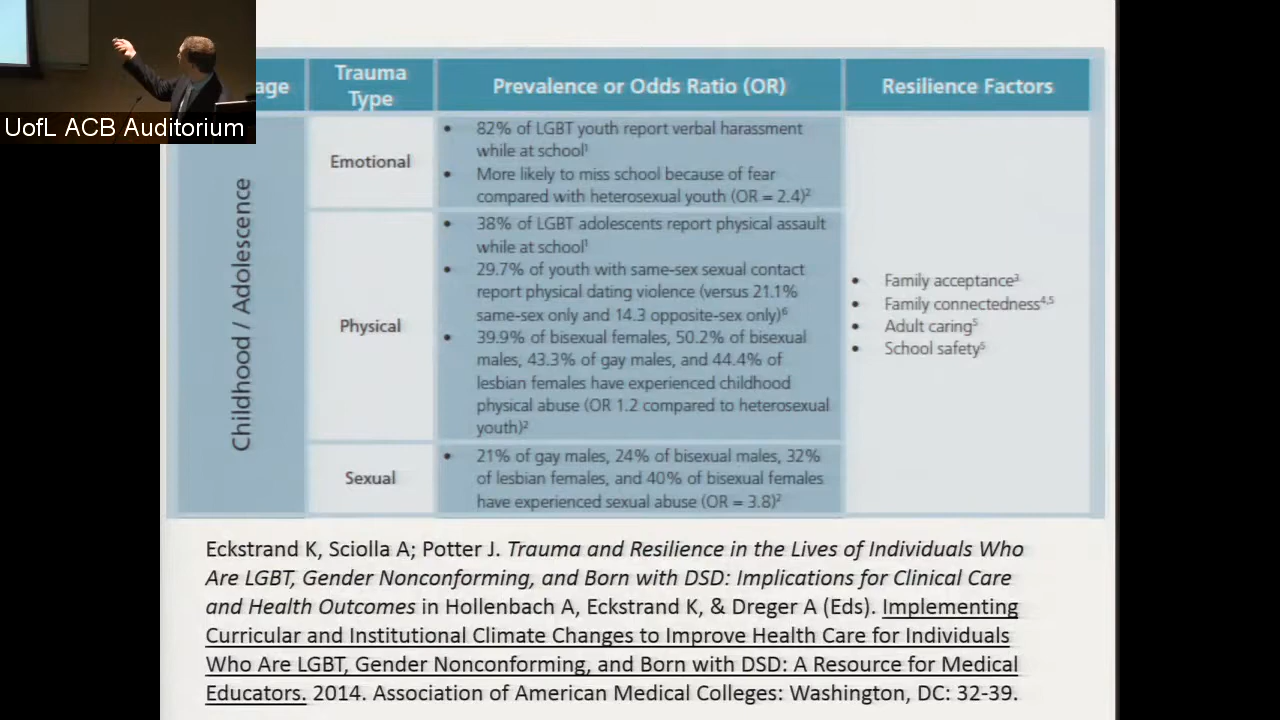 UofL ACB Auditorium
age
Trauma
Type
Prevalence or Odds Ratio (OR)
Resilience Factors
Childhood / Adolescence
Emotional
• 82% of LGBT youth report verbal harassment
while at school¹
• More likely to miss school because of fear
compared with heterosexual youth (OR = 2.4)²
Physical
• 38% of LGBT adolescents report physical assault
while at school¹
• 29.7% of youth with same-sex sexual contact
report physical dating violence (versus 21.1%
same-sex only and 14.3 opposite-sex only)⁶
• 39.9% of bisexual females, 50.2% of bisexual
males, 43.3% of gay males, and 44.4% of
lesbian females have experienced childhood
physical abuse (OR 1.2 compared to heterosexual
youth)²
Sexual
• 21% of gay males, 24% of bisexual males, 32%
of lesbian females, and 40% of bisexual females
have experienced sexual abuse (OR = 3.8)²
• Family acceptance³
• Family connectedness⁴,⁵
• Adult caring⁵
• School safety⁵
Eckstrand K, Sciolla A; Potter J. Trauma and Resilience in the Lives of Individuals Who
Are LGBT, Gender Nonconforming, and Born with DSD: Implications for Clinical Care
and Health Outcomes in Hollenbach A, Eckstrand K, & Dreger A (Eds). Implementing
Curricular and Institutional Climate Changes to Improve Health Care for Individuals
Who Are LGBT, Gender Nonconforming, and Born with DSD: A Resource for Medical
Educators. 2014. Association of American Medical Colleges: Washington, DC: 32-39.